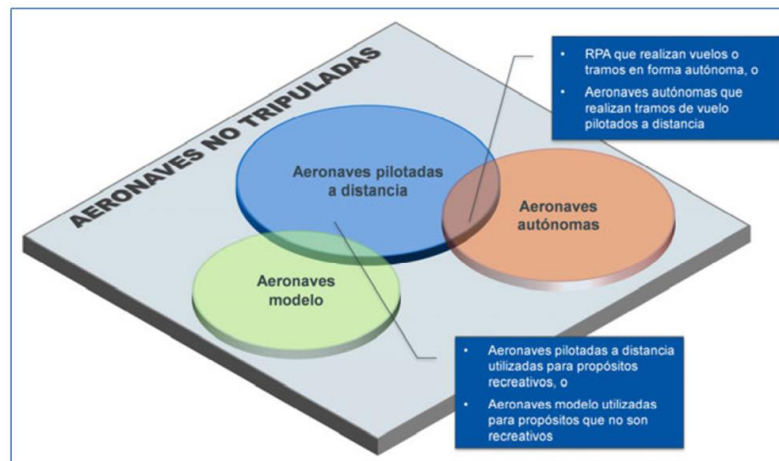 AERONAVES NO TRIPULADAS
• RPA que realizan vuelos o
tramos en forma autónoma, o
• Aeronaves autónomas que
realizan tramos de vuelo
pilotados a distancia
Aeronaves pilotadas
a distancia
Aeronaves
autónomas
Aeronaves
modelo
• Aeronaves pilotadas a distancia
utilizadas para propósitos
recreativos, o
• Aeronaves modelo utilizadas
para propósitos que no son
recreativos